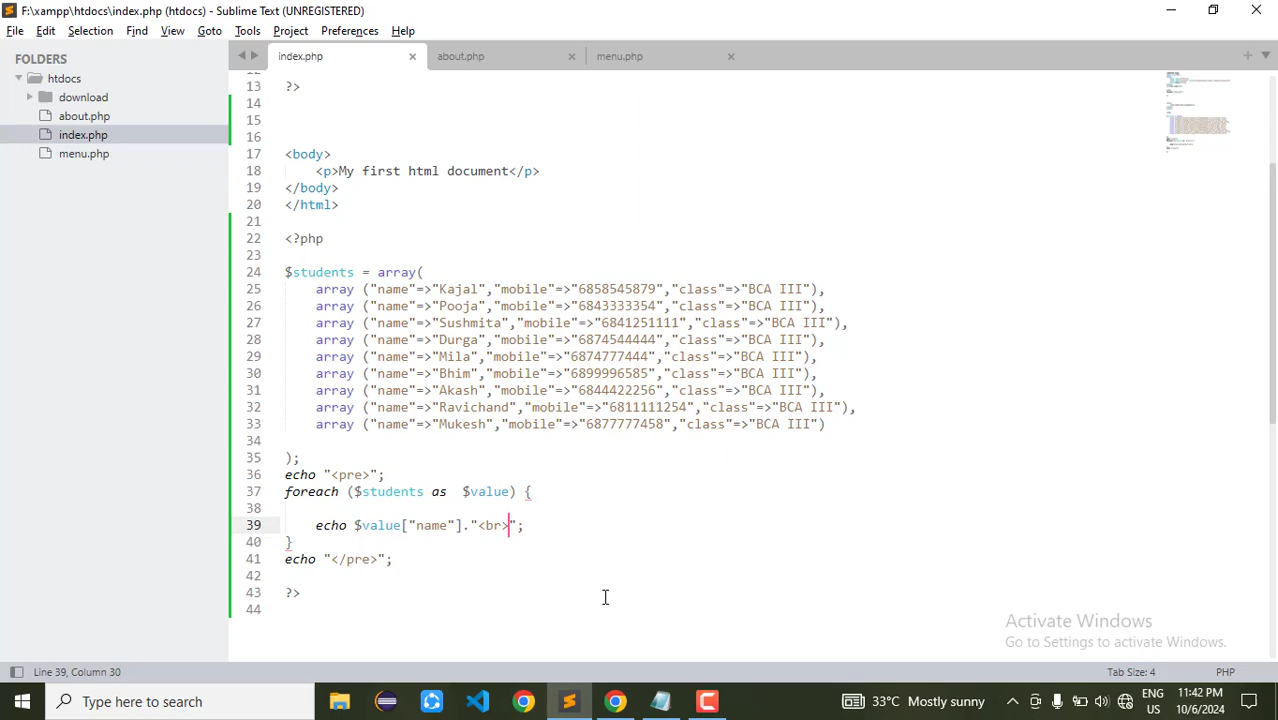 F:\xampp\htdocs\index.php (htdocs) - Sublime Text (UNREGISTERED)
File Edit Selection Find View Goto Tools Project Preferences Help
FOLDERS
htdocs
download
about.php
index.php
menu.php
index.php about.php menu.php
13 ?>
14
15
16
17 <body>
18     <p>My first html document</p>
19 </body>
20 </html>
21
22 <?php
23
24 $students = array(
25     array ("name"=>"Kajal","mobile"=>"6858545879","class"=>"BCA III"),
26     array ("name"=>"Pooja","mobile"=>"6843333354","class"=>"BCA III"),
27     array ("name"=>"Sushmita","mobile"=>"6841251111","class"=>"BCA III"),
28     array ("name"=>"Durga","mobile"=>"6874544444","class"=>"BCA III"),
29     array ("name"=>"Mila","mobile"=>"6874777444","class"=>"BCA III"),
30     array ("name"=>"Bhim","mobile"=>"6899996585","class"=>"BCA III"),
31     array ("name"=>"Akash","mobile"=>"6844422256","class"=>"BCA III"),
32     array ("name"=>"Ravichand","mobile"=>"6811111254","class"=>"BCA III"),
33     array ("name"=>"Mukesh","mobile"=>"6877777458","class"=>"BCA III")
34
35 );
36 echo "<pre>";
37 foreach ($students as  $value) {
38
39     echo $value["name"]."<br>";
40 }
41 echo "</pre>";
42
43 ?>
44
Activate Windows
Go to Settings to activate Windows.
Line 39, Column 30 Tab Size: 4 PHP
Type here to search
33°C Mostly sunny
ENG
US
11:42 PM
10/6/2024